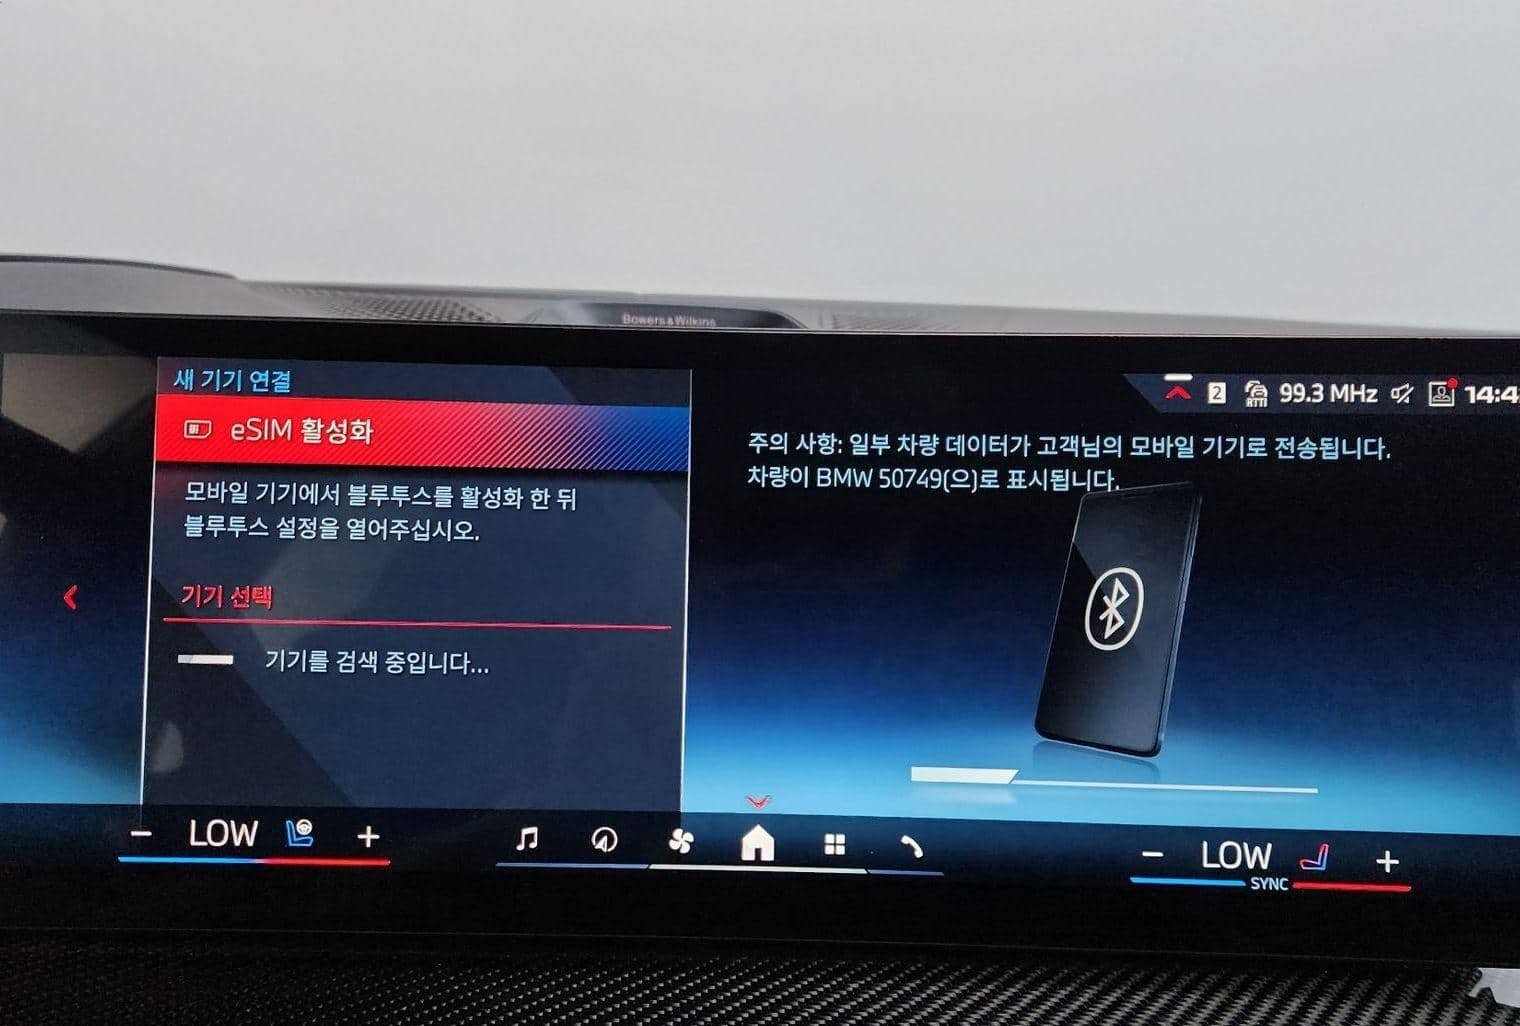 Bowers & Wilkins
새 기기 연결
eSIM 활성화
모바일 기기에서 블루투스를 활성화 한 뒤
블루투스 설정을 열어주십시오.
기기 선택
기기를 검색 중입니다...
2 RTTI 99.3 MHz 14:4
주의 사항: 일부 차량 데이터가 고객님의 모바일 기기로 전송됩니다.
차량이 BMW 50749(으)로 표시됩니다.
- LOW +
- LOW +
SYNC